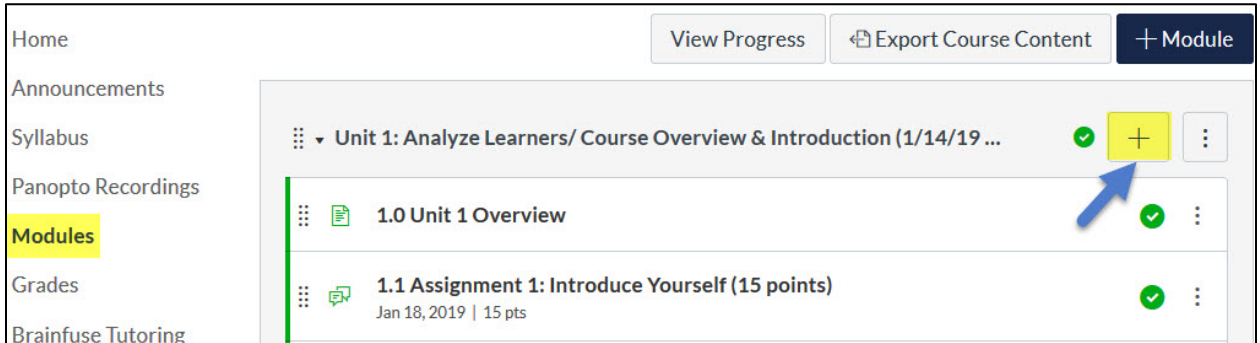 Home
Announcements
Syllabus
Panopto Recordings
Modules
Grades
Brainfuse Tutoring
View Progress
Export Course Content
+ Module
Unit 1: Analyze Learners/ Course Overview & Introduction (1/14/19 ...
1.0 Unit 1 Overview
1.1 Assignment 1: Introduce Yourself (15 points)
Jan 18, 2019 | 15 pts